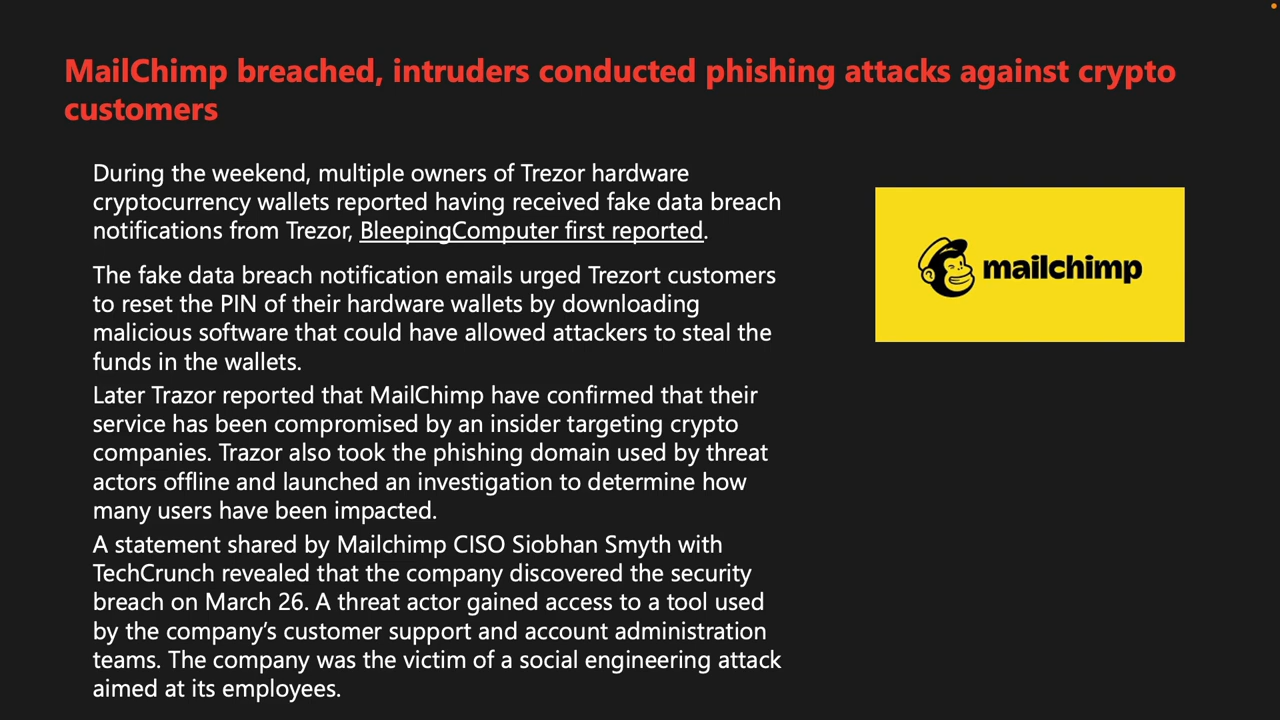 MailChimp breached, intruders conducted phishing attacks against crypto
customers
During the weekend, multiple owners of Trezor hardware
cryptocurrency wallets reported having received fake data breach
notifications from Trezor, BleepingComputer first reported.
The fake data breach notification emails urged Trezort customers
to reset the PIN of their hardware wallets by downloading
malicious software that could have allowed attackers to steal the
funds in the wallets.
Later Trazor reported that MailChimp have confirmed that their
service has been compromised by an insider targeting crypto
companies. Trazor also took the phishing domain used by threat
actors offline and launched an investigation to determine how
many users have been impacted.
A statement shared by Mailchimp CISO Siobhan Smyth with
TechCrunch revealed that the company discovered the security
breach on March 26. A threat actor gained access to a tool used
by the company’s customer support and account administration
teams. The company was the victim of a social engineering attack
aimed at its employees.
mailchimp